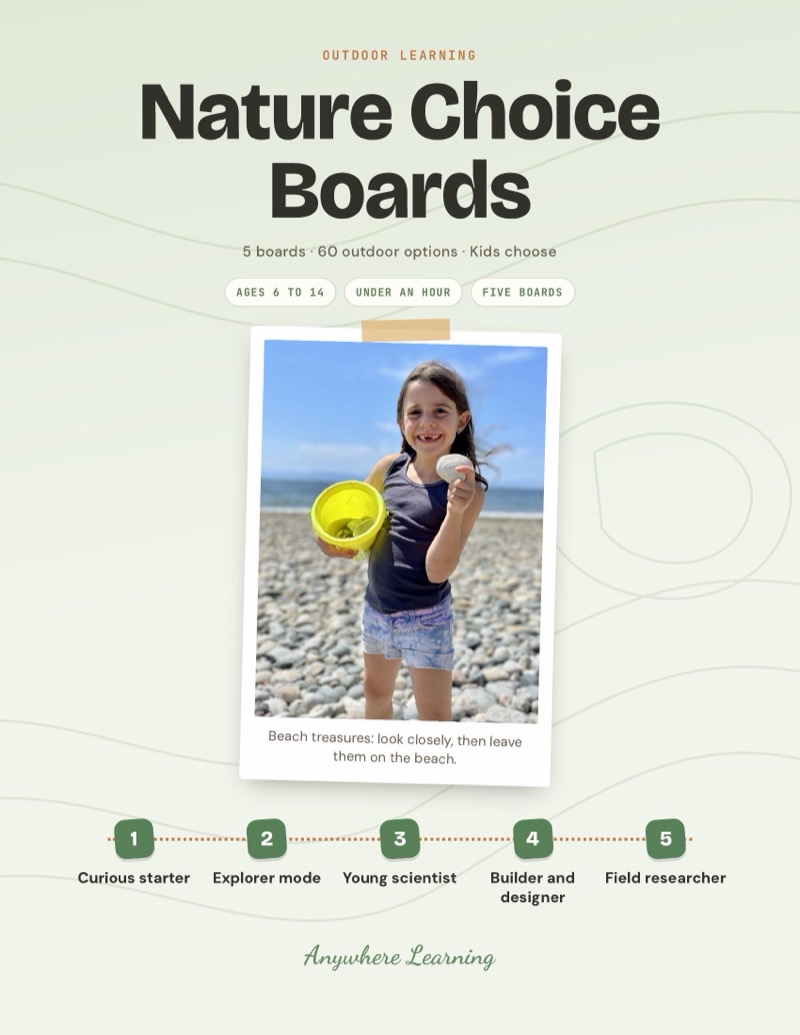 OUTDOOR LEARNING
Nature Choice
Boards
5 boards · 60 outdoor options · Kids choose
AGES 6 TO 14
UNDER AN HOUR
FIVE BOARDS
Beach treasures: look closely, then leave
them on the beach.
1
2
3
4
5
Curious starter
Explorer mode
Young scientist
Builder and
designer
Field researcher
Anywhere Learning